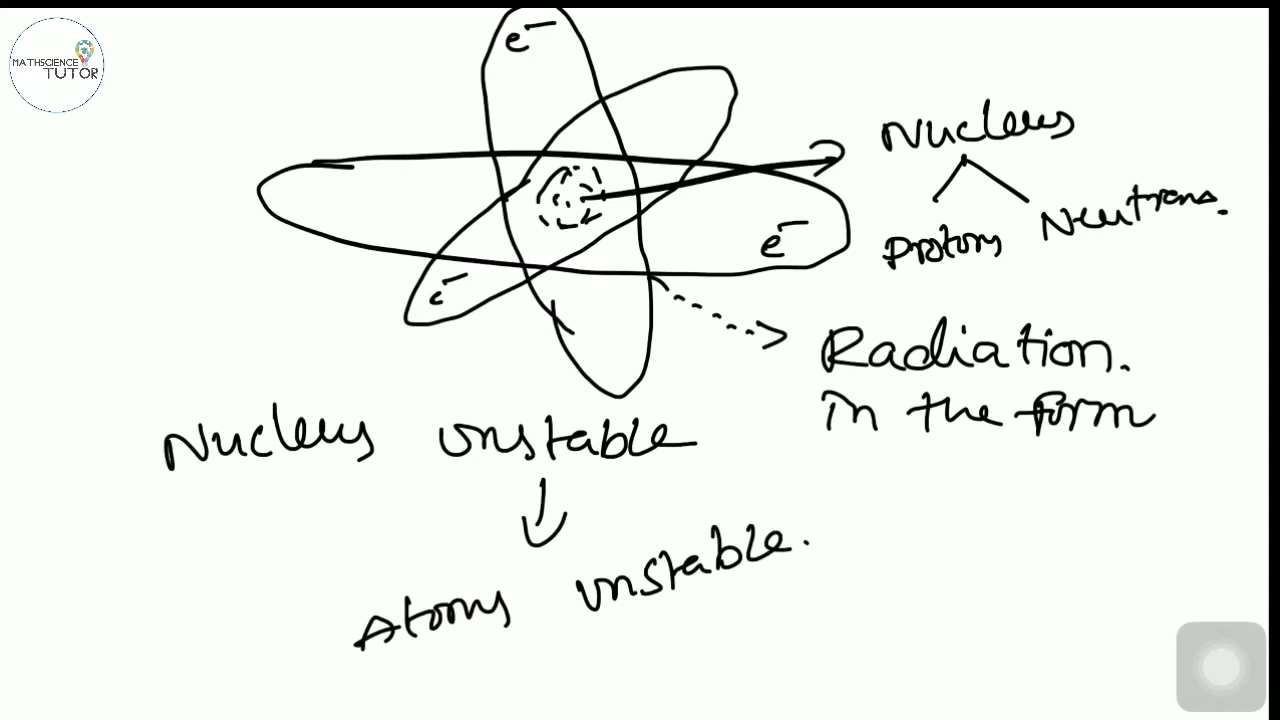 MATHSCIENCE
TUTOR
e⁻
Nucleus
Protons Neutrons.
e⁻
e⁻
Radiation.
in the form
Nucleus unstable
Atoms unstable.